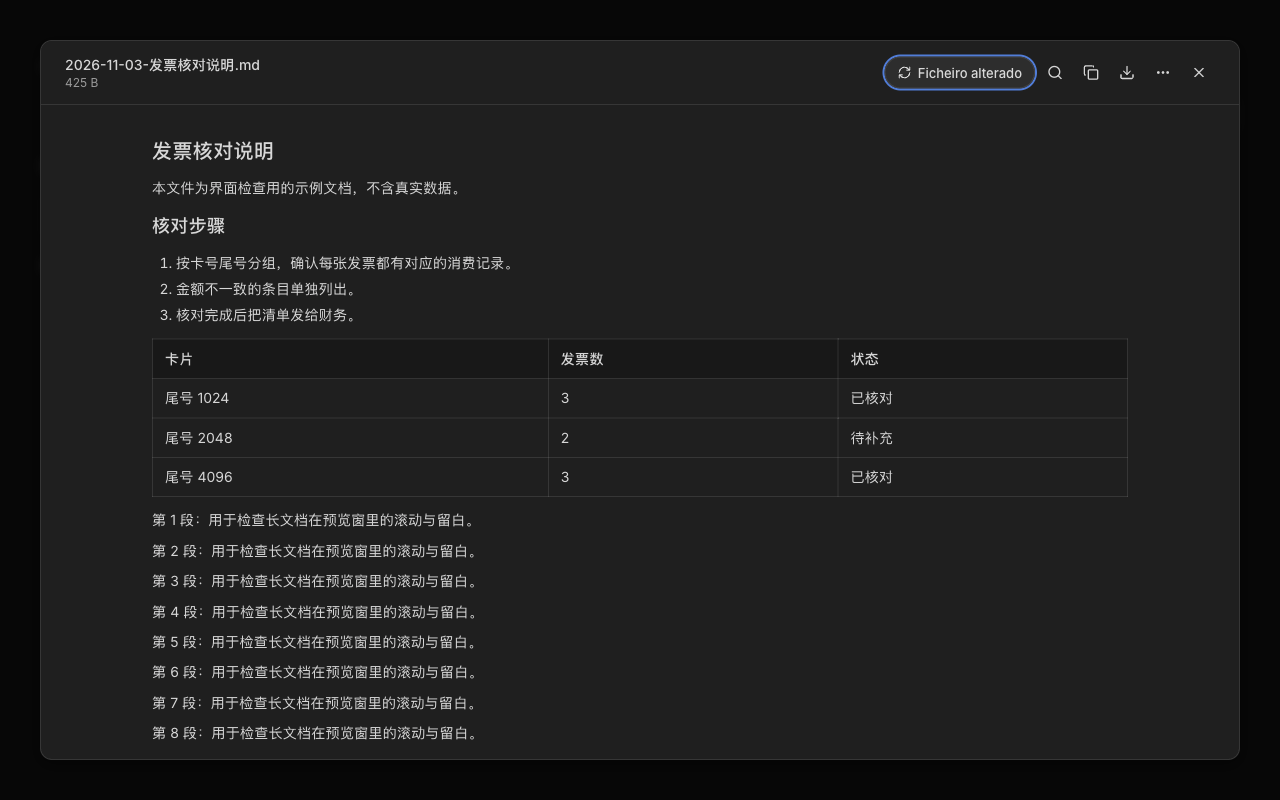 2026-11-03-发票核对说明.md
425 B
Ficheiro alterado
发票核对说明
本文件为界面检查用的示例文档，不含真实数据。
核对步骤
1. 按卡号尾号分组，确认每张发票都有对应的消费记录。
2. 金额不一致的条目单独列出。
3. 核对完成后把清单发给财务。
卡片 发票数 状态
尾号 1024 3 已核对
尾号 2048 2 待补充
尾号 4096 3 已核对
第 1 段：用于检查长文档在预览窗里的滚动与留白。
第 2 段：用于检查长文档在预览窗里的滚动与留白。
第 3 段：用于检查长文档在预览窗里的滚动与留白。
第 4 段：用于检查长文档在预览窗里的滚动与留白。
第 5 段：用于检查长文档在预览窗里的滚动与留白。
第 6 段：用于检查长文档在预览窗里的滚动与留白。
第 7 段：用于检查长文档在预览窗里的滚动与留白。
第 8 段：用于检查长文档在预览窗里的滚动与留白。